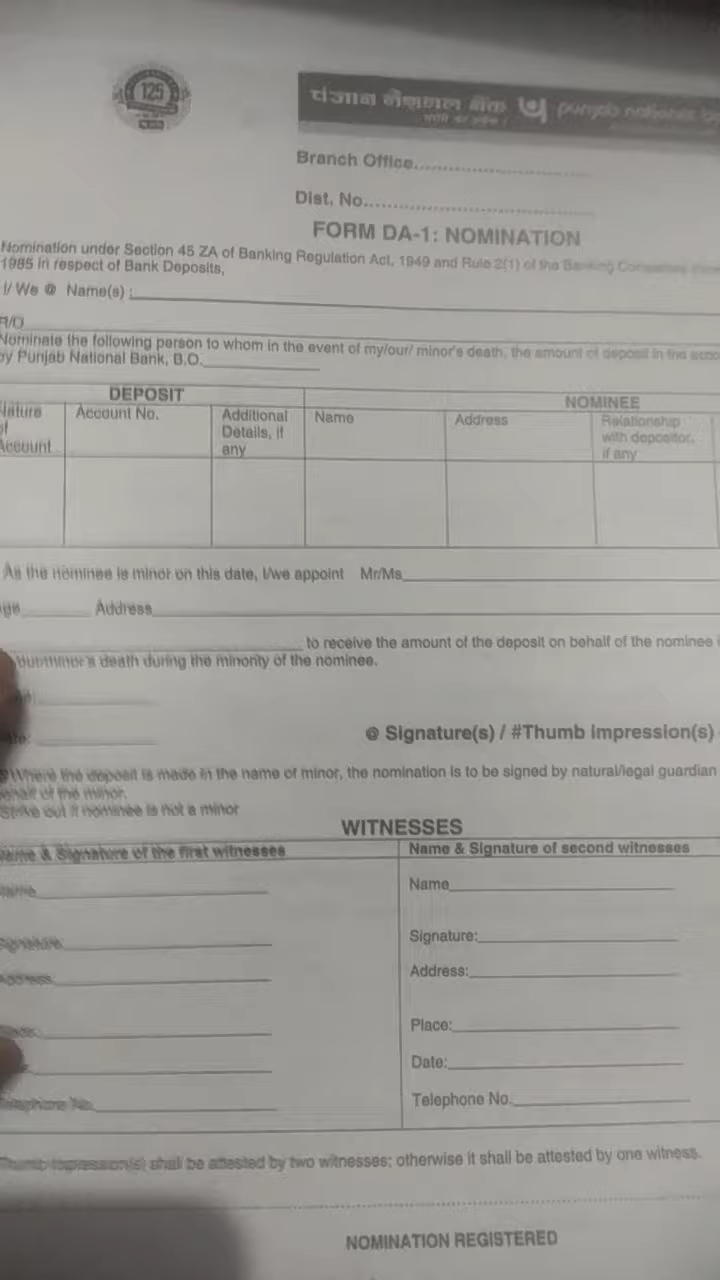 125
पंजाब नैशनल बैंक punjab national
Branch Office
Dist. No.
FORM DA-1: NOMINATION
Nomination under Section 45 ZA of Banking Regulation Act, 1949 and Rule 2(1) of the Banking Companies
1985 in respect of Bank Deposits,
I/ We @ Name(s) :
R/O
Nominate the following person to whom in the event of my/our/ minor's death, the amount of deposit in the
by Punjab National Bank, B.O.
DEPOSIT NOMINEE
Nature of Account
Account No.
Additional Details, if any
Name
Address
Relationship with depositor, if any
As the nominee is minor on this date, I/we appoint Mr/Ms
Address
to receive the amount of the deposit on behalf of the nominee
death during the minority of the nominee.
@ Signature(s) / #Thumb Impression(s)
Where the deposit is made in the name of minor, the nomination is to be signed by natural/legal guardian
behalf of the minor.
Strike out if nominee is not a minor
WITNESSES
Name & Signature of the first witnesses
Name & Signature of second witnesses
Name
Name
Signature
Signature:
Address
Address:
Place:
Date:
Telephone No.
Telephone No.
Thumb Impression(s) shall be attested by two witnesses; otherwise it shall be attested by one witness.
NOMINATION REGISTERED